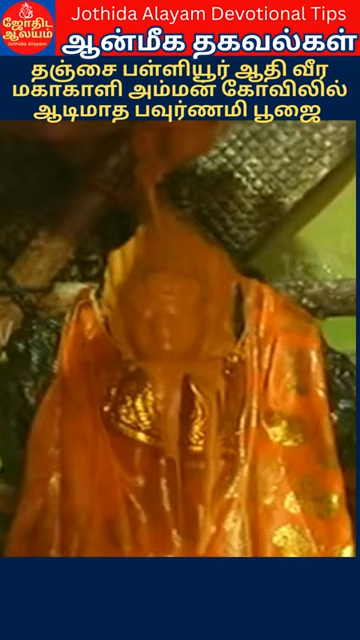 Jothida Alayam Devotional Tips
ஜோதிட
ஆலயம்
Jothida Alayam
ஆன்மீக தகவல்கள்
தஞ்சை பள்ளியூர் ஆதி வீர
மகாகாளி அம்மன் கோவிலில்
ஆடிமாத பவுர்ணமி பூஜை